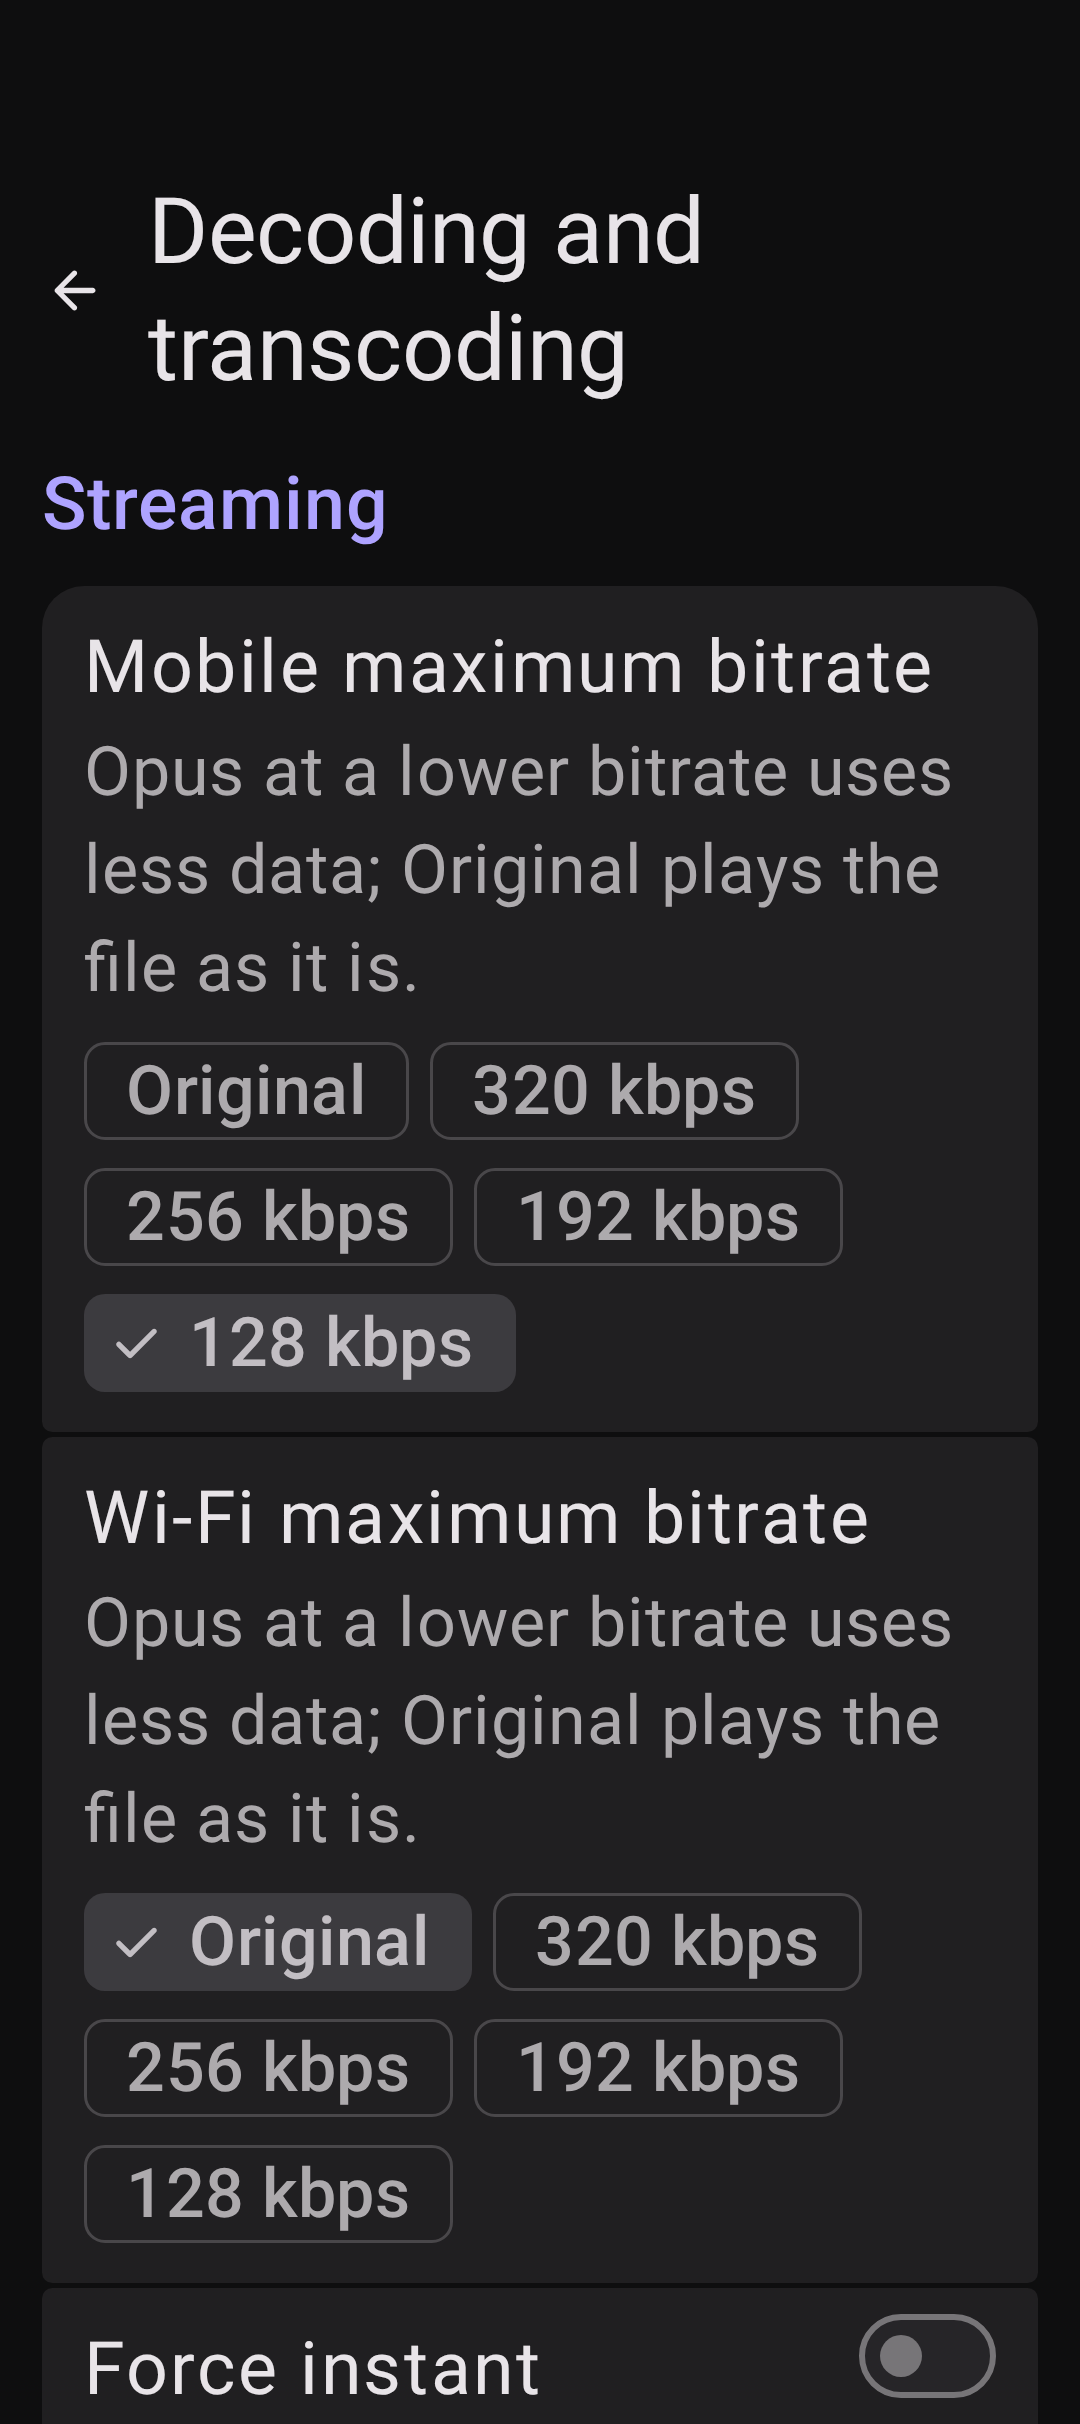 Decoding and
transcoding
Streaming
Mobile maximum bitrate
Opus at a lower bitrate uses
less data; Original plays the
file as it is.
Original 320 kbps
256 kbps 192 kbps
128 kbps
Wi-Fi maximum bitrate
Opus at a lower bitrate uses
less data; Original plays the
file as it is.
Original 320 kbps
256 kbps 192 kbps
128 kbps
Force instant